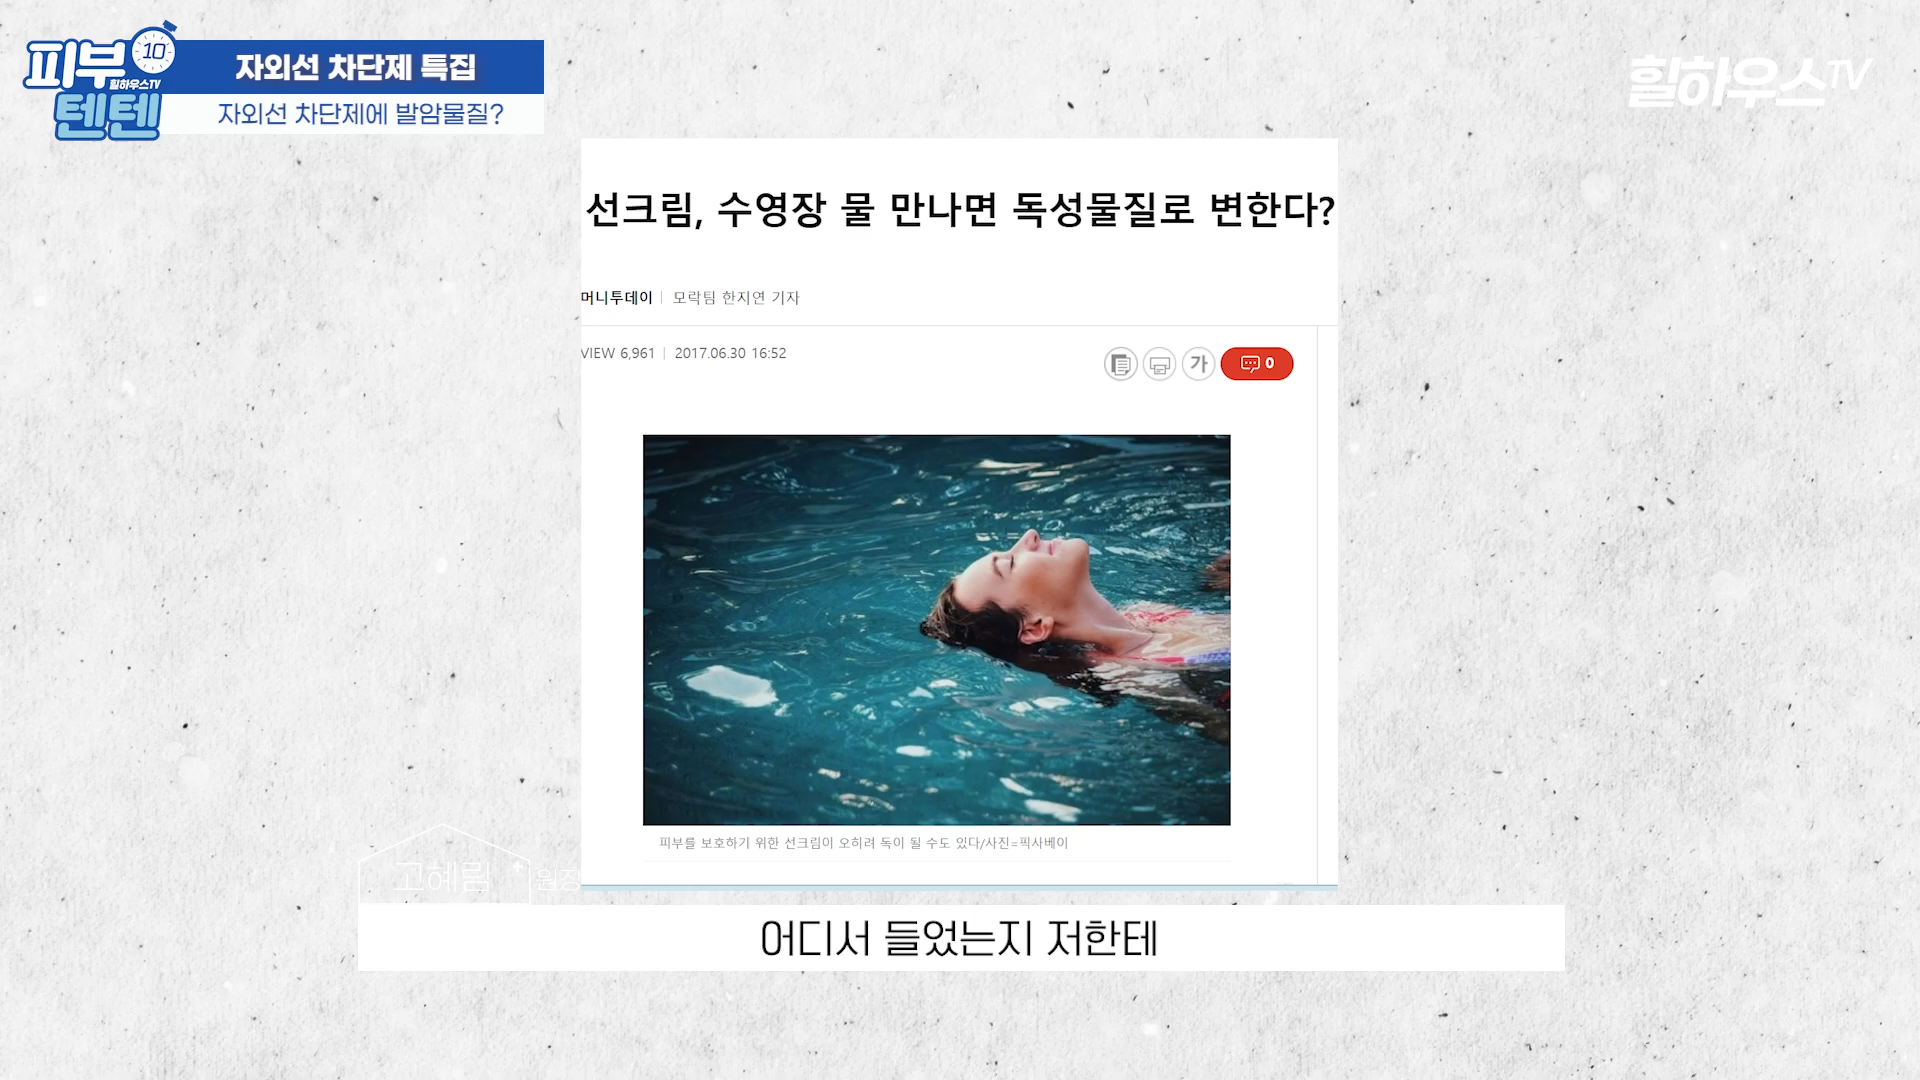 피부
10
힐하우스TV
텐텐
자외선 차단제 특집
자외선 차단제에 발암물질?
힐하우스TV
선크림, 수영장 물 만나면 독성물질로 변한다?
머니투데이 | 모락팀 한지연 기자
VIEW 6,961 | 2017.06.30 16:52
가
0
피부를 보호하기 위한 선크림이 오히려 독이 될 수도 있다/사진=픽사베이
고혜림 원장
어디서 들었는지 저한테